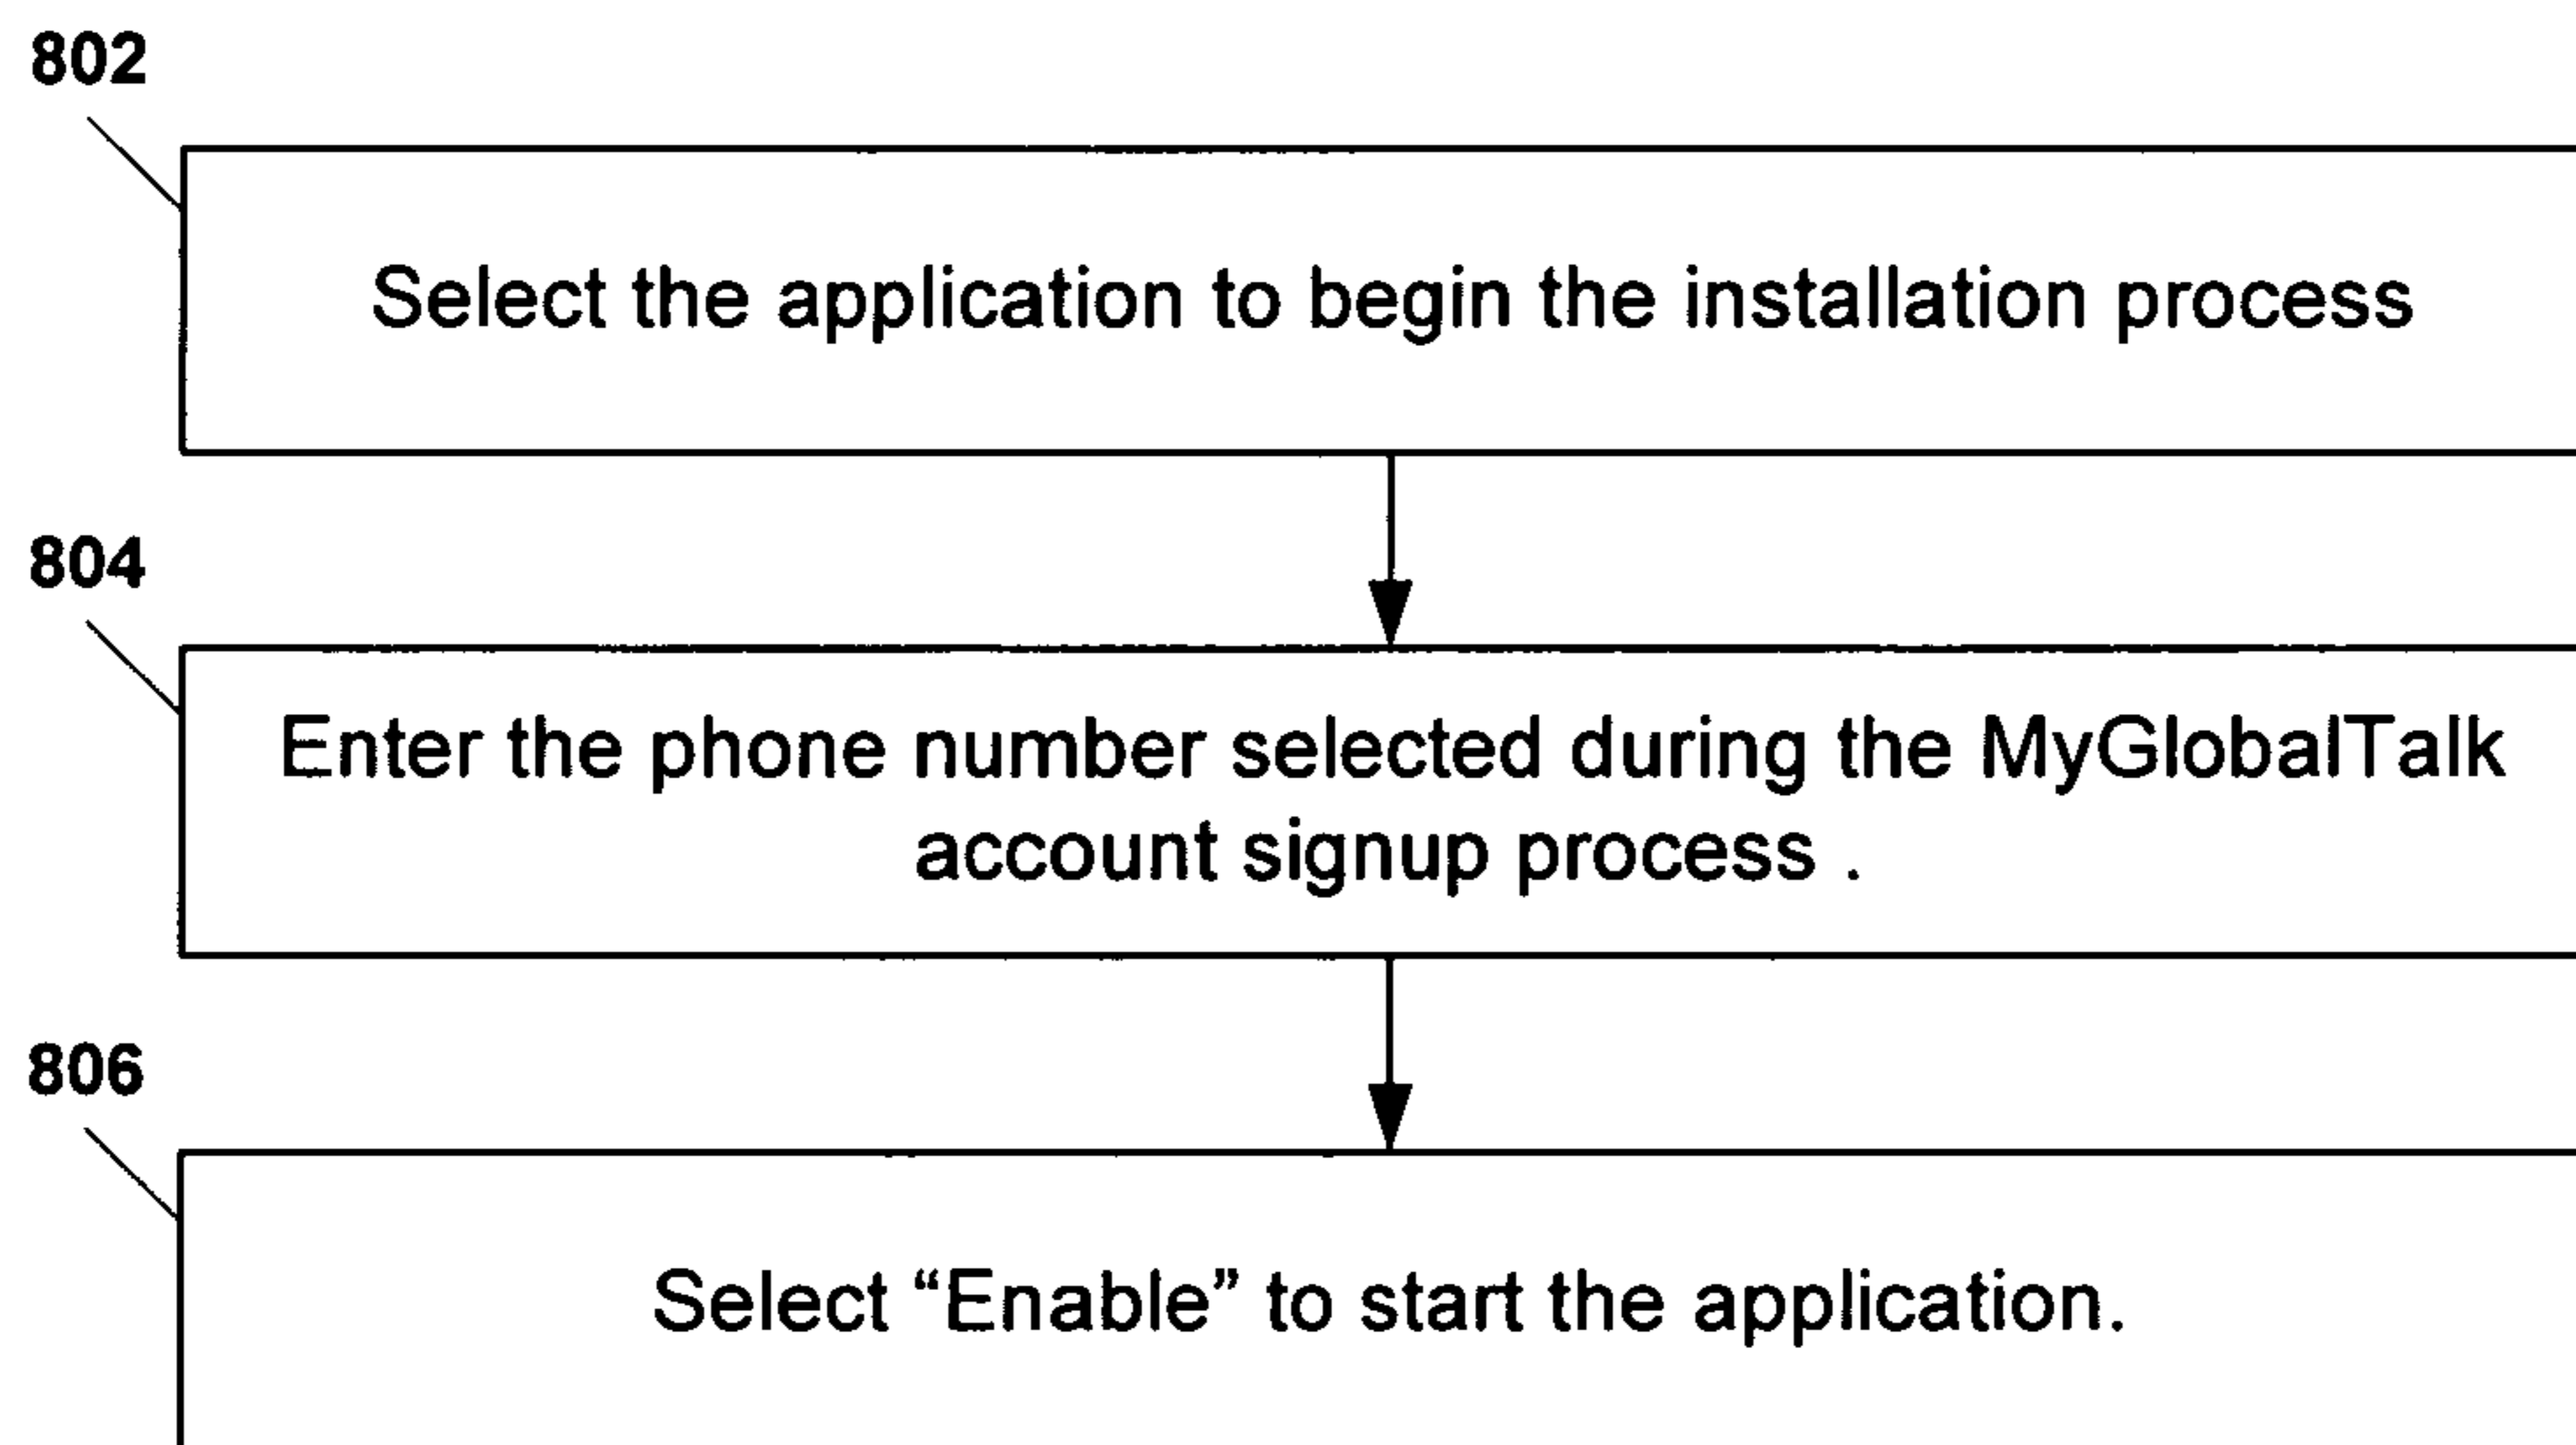 802
Select the application to begin the installation process
804
Enter the phone number selected during the MyGlobalTalk
account signup process .
806
Select “Enable” to start the application.